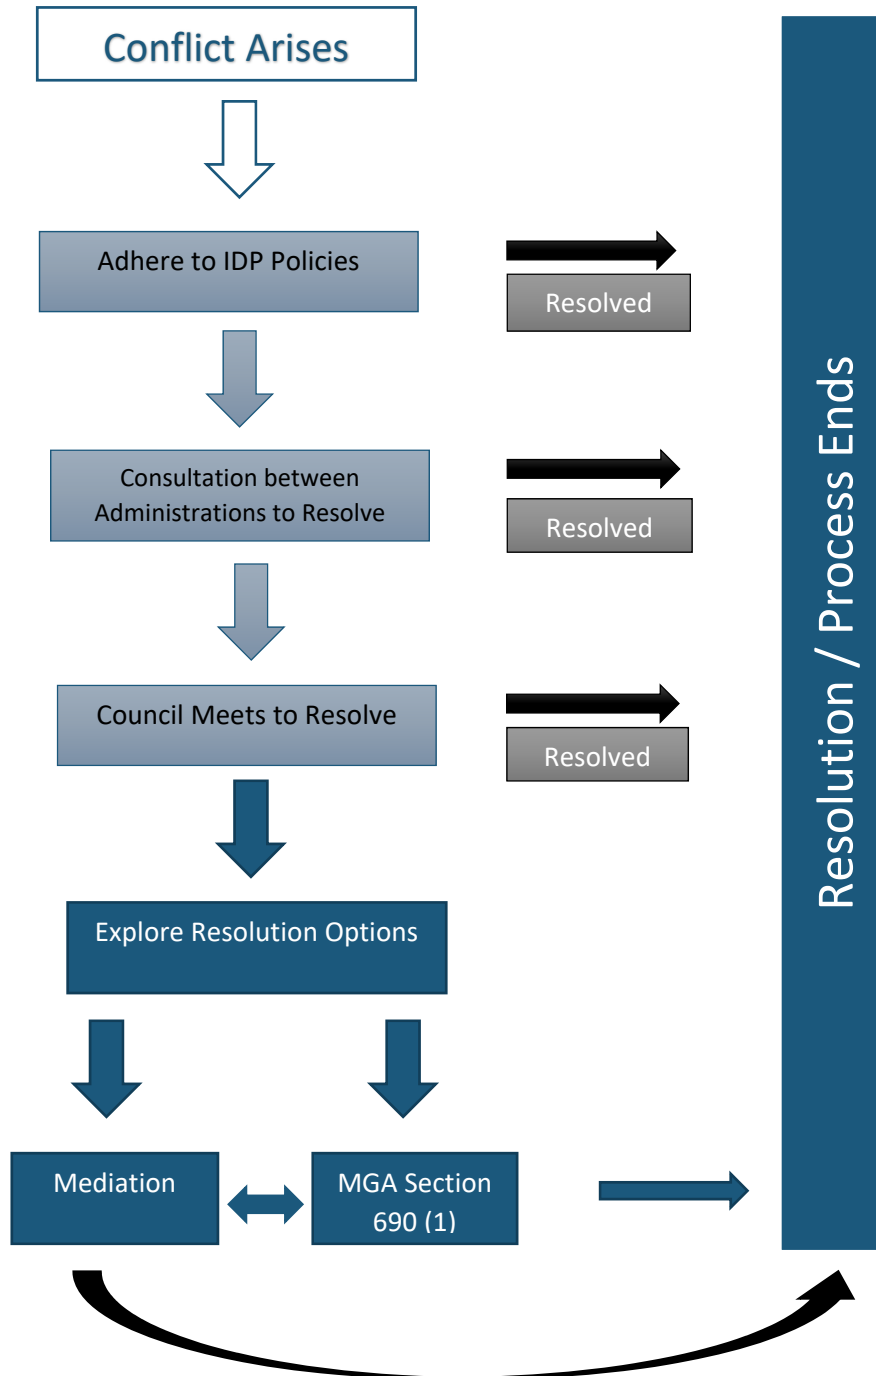 Conflict Arises
Adhere to IDP Policies
Resolved
Consultation between
Administrations to Resolve
Resolved
Council Meets to Resolve
Resolved
Explore Resolution Options
Mediation
MGA Section
690 (1)
Resolution / Process Ends